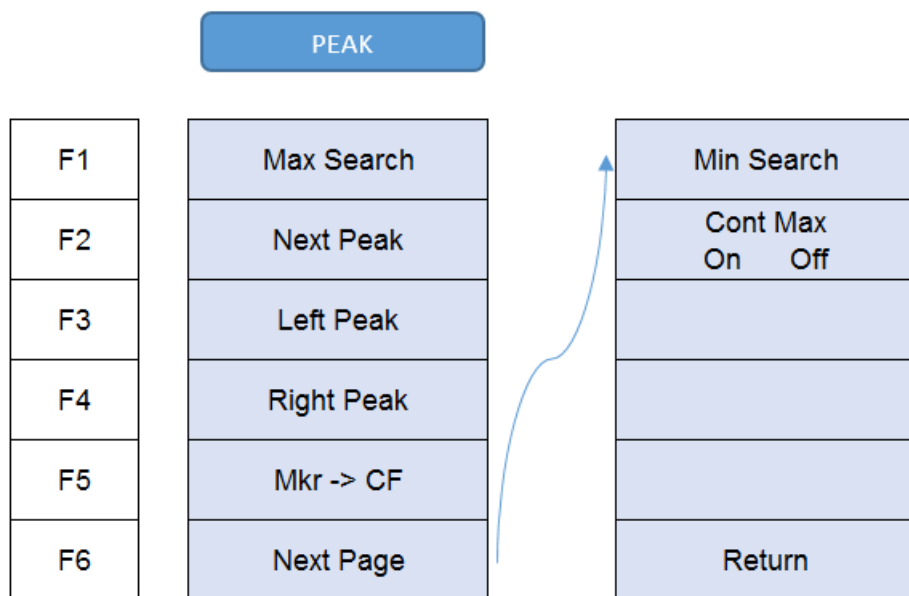 PEAK
F1
Max Search
Min Search
F2
Next Peak
Cont Max
On Off
F3
Left Peak
F4
Right Peak
F5
Mkr -> CF
F6
Next Page
Return